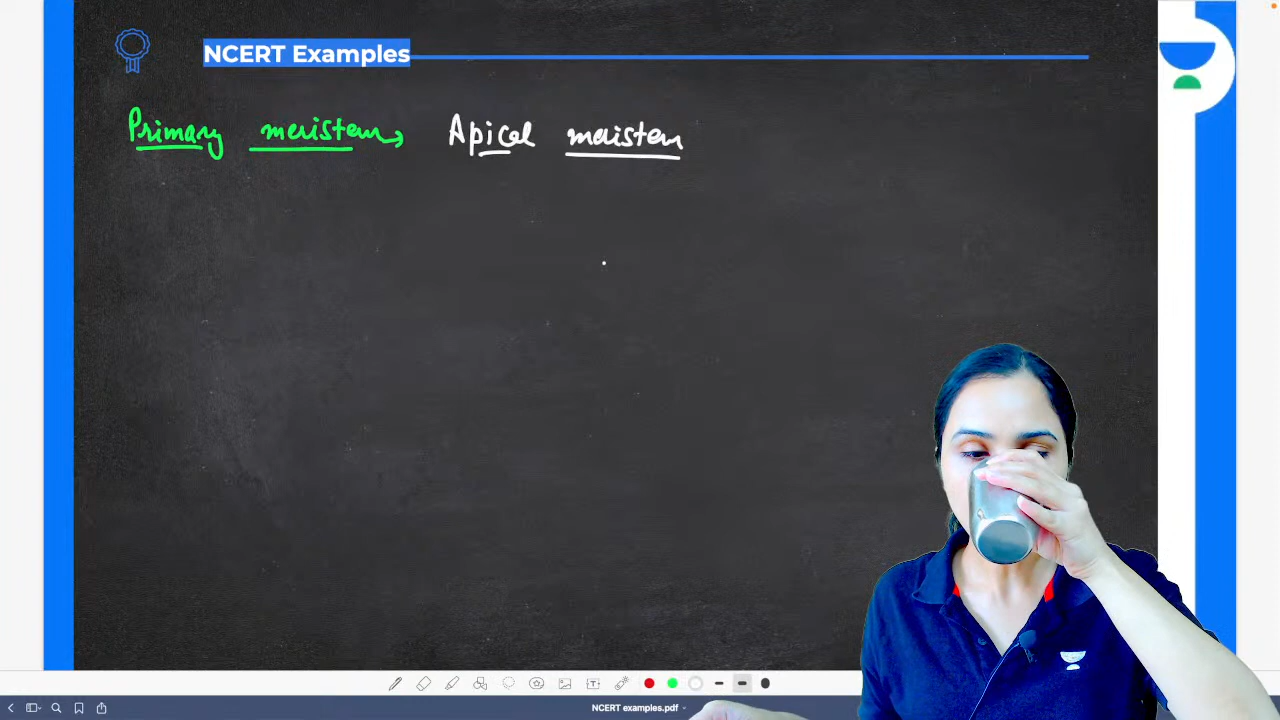 NCERT Examples
Primary meristem → Apical meristem
NCERT examples.pdf